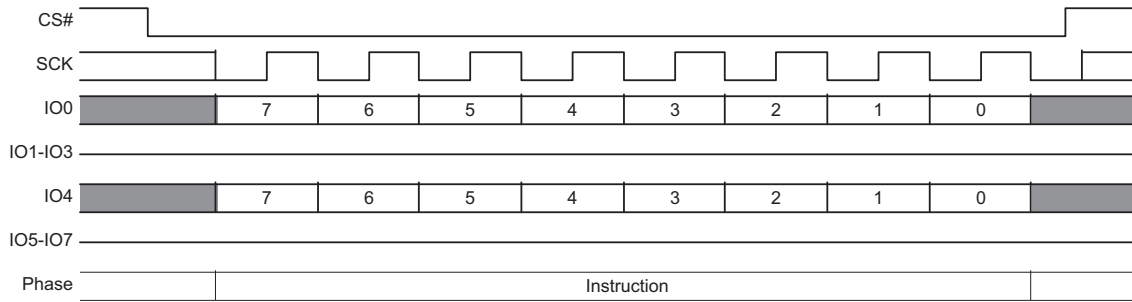 CS#
SCK
IO0 7 6 5 4 3 2 1 0
IO1-IO3
IO4 7 6 5 4 3 2 1 0
IO5-IO7
Phase Instruction